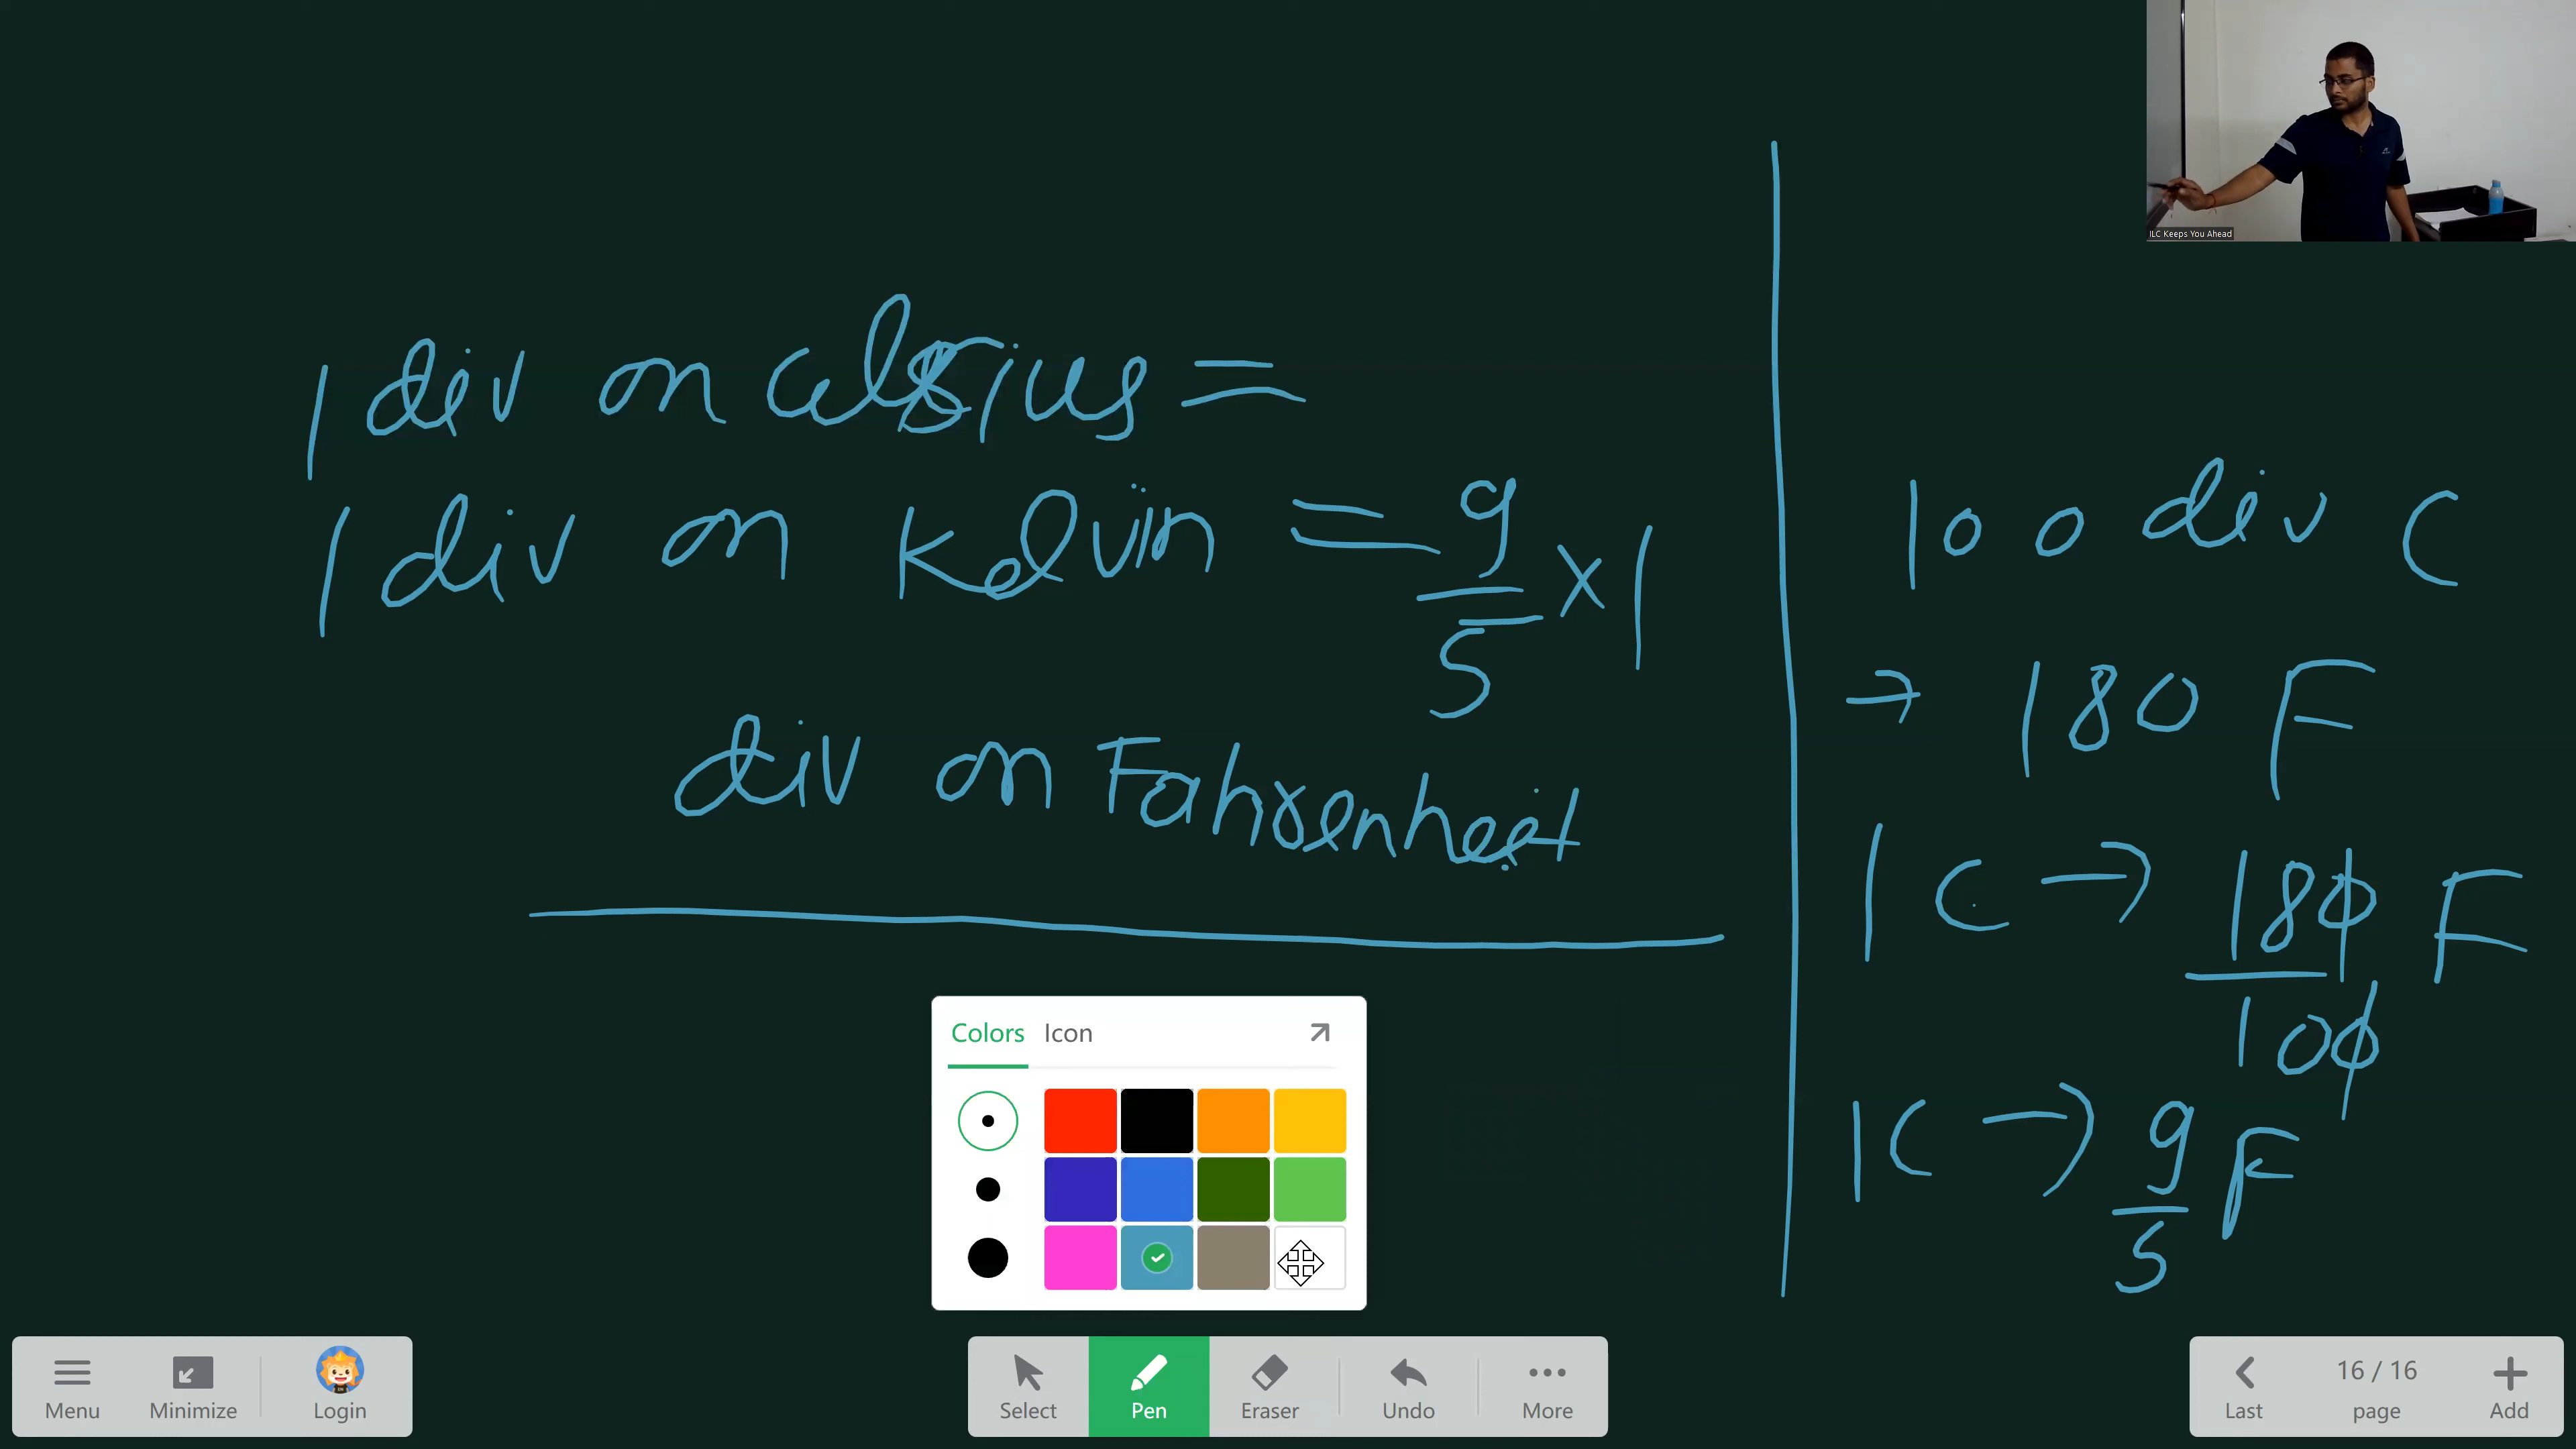 1 div on Celsius =
1 div on Kelvin = 9/5 × 1
div on Fahrenheit
100 div C
→ 180 F
1 C → 180/100 F
1C → 9/5 F
ILC Keeps You Ahead
Colors Icon
Menu Minimize Login
Select Pen Eraser Undo More
Last 16 / 16 page Add